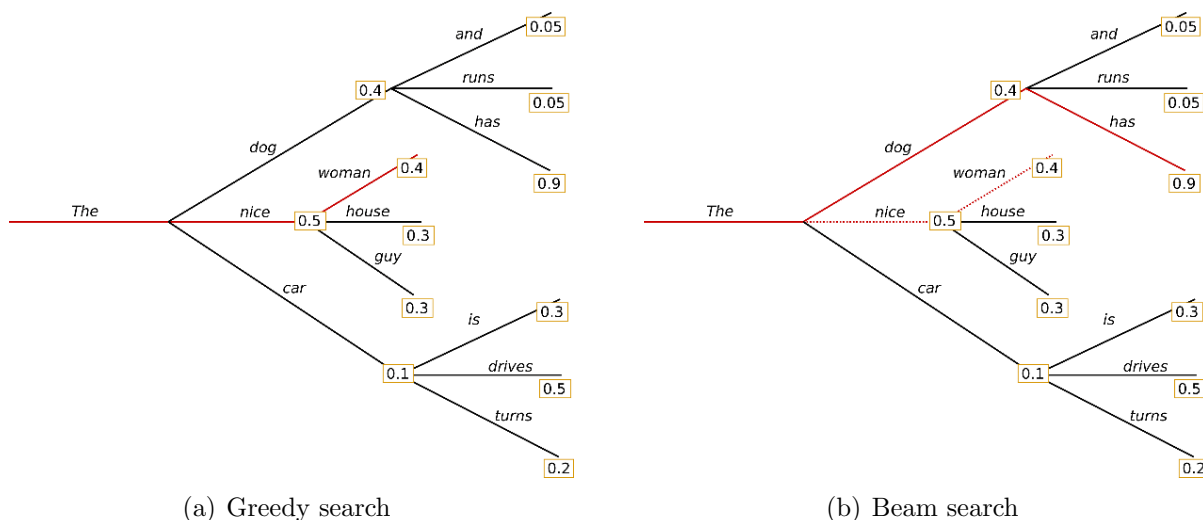 and
0.05
runs
0.4
0.05
has
dog
0.9
woman
0.4
The
nice
0.5
house
0.3
guy
0.3
car
is
0.3
0.1
drives
0.5
turns
0.2
(a) Greedy search
and
0.05
runs
0.4
0.05
has
dog
0.9
woman
0.4
The
nice
0.5
house
0.3
guy
0.3
car
is
0.3
0.1
drives
0.5
turns
0.2
(b) Beam search